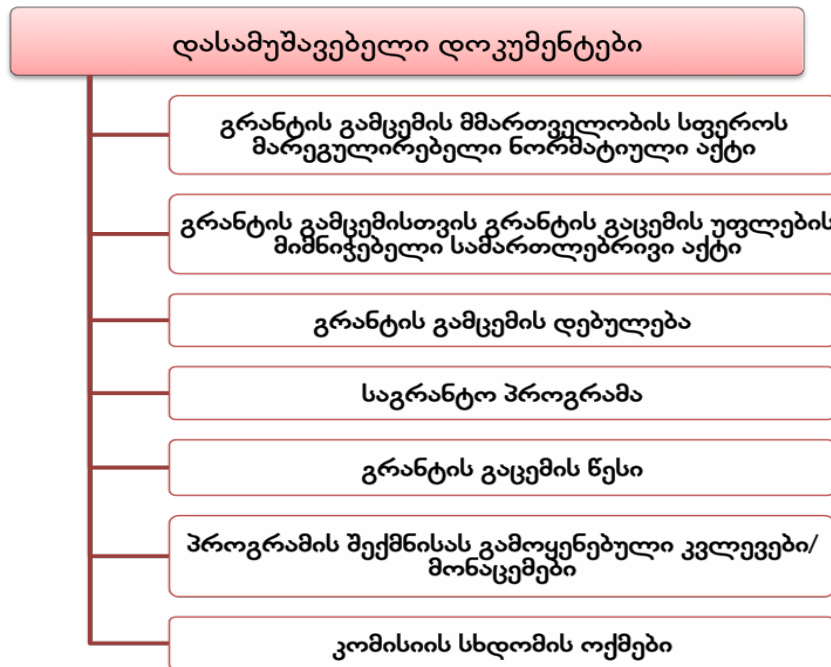 დასამუშავებელი დოკუმენტები
გრანტის გამცემის მმართველობის სფეროს
მარეგულირებელი ნორმატიული აქტი
გრანტის გამცემისთვის გრანტის გაცემის უფლების
მიმნიჭებელი სამართლებრივი აქტი
გრანტის გამცემის დებულება
საგრანტო პროგრამა
გრანტის გაცემის წესი
პროგრამის შექმნისას გამოყენებული კვლევები/
მონაცემები
კომისიის სხდომის ოქმები